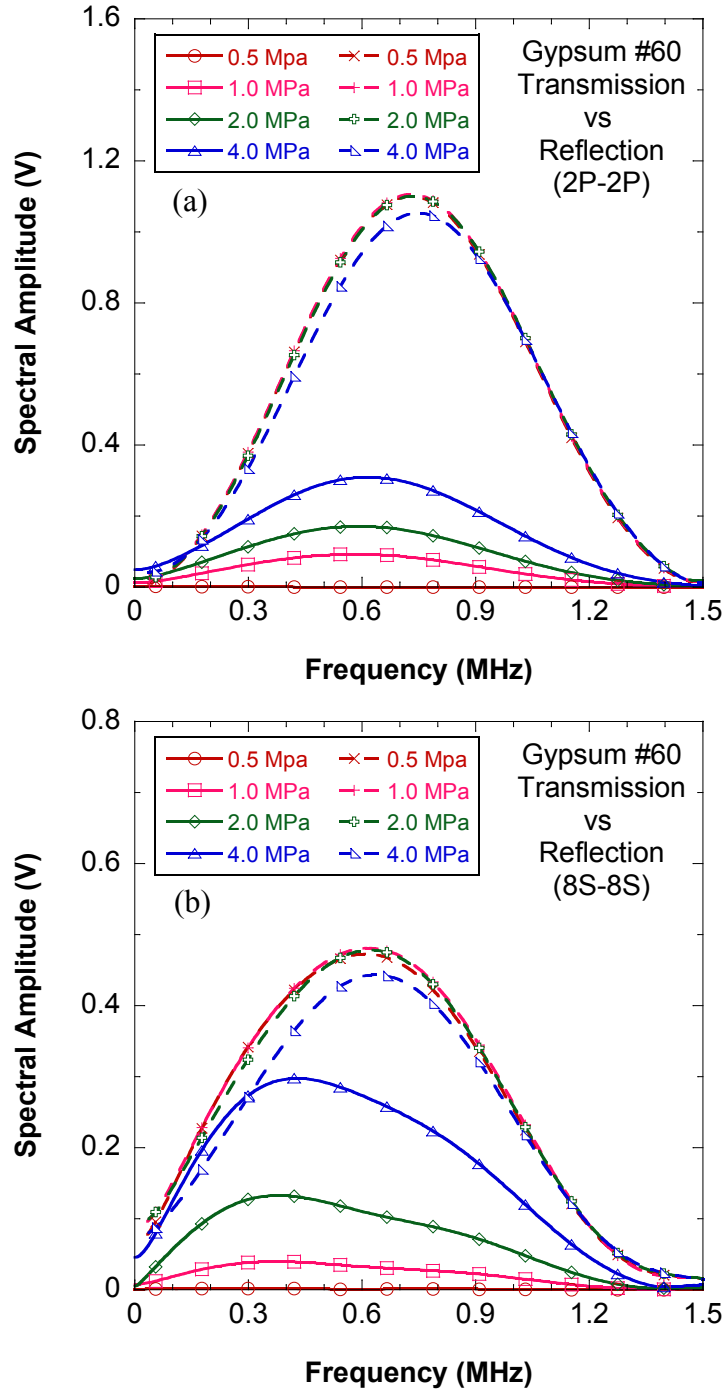 1.6
1.2
0.8
0.4
0
Spectral Amplitude (V)
0.5 Mpa 0.5 Mpa
1.0 MPa 1.0 MPa
2.0 MPa 2.0 MPa
4.0 MPa 4.0 MPa
Gypsum #60
Transmission
vs
Reflection
(2P-2P)
(a)
0 0.3 0.6 0.9 1.2 1.5
Frequency (MHz)
0.8
0.6
0.4
0.2
0
Spectral Amplitude (V)
0.5 Mpa 0.5 Mpa
1.0 MPa 1.0 MPa
2.0 MPa 2.0 MPa
4.0 MPa 4.0 MPa
Gypsum #60
Transmission
vs
Reflection
(8S-8S)
(b)
0 0.3 0.6 0.9 1.2 1.5
Frequency (MHz)